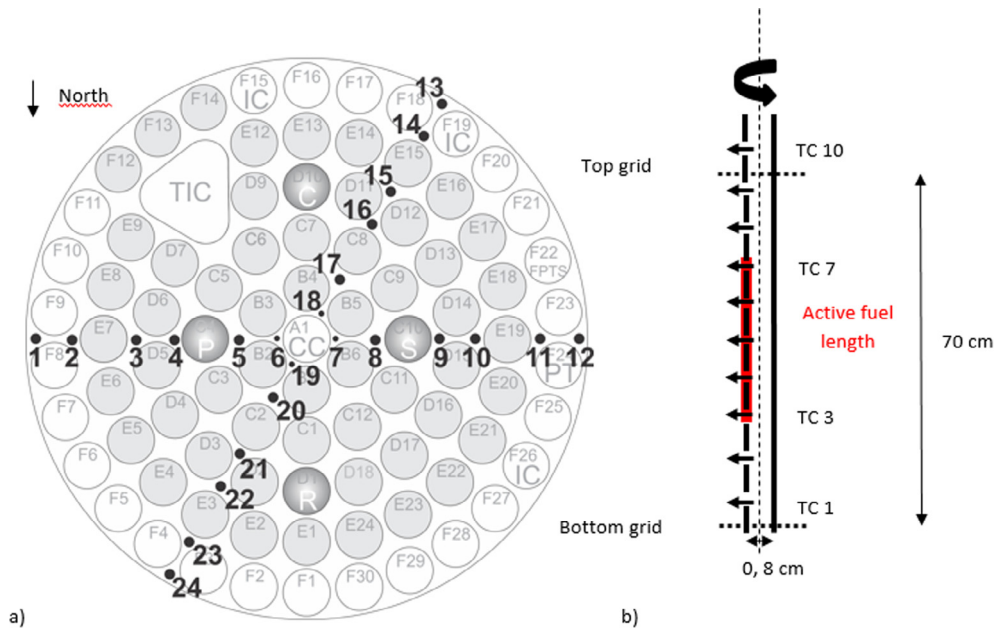 North
F15
IC
F16
F17
F18
13
F14
14
F19
IC
F13
E12
E13
E14
E15
F12
F20
TIC
D9
D10
C
D11
15
E16
F11
16
D12
F21
E9
C6
C7
C8
E17
F10
D7
D13
F22
FPTS
E8
C5
B4
17
C9
E18
F9
D6
B3
18
B5
D14
F23
A1
CC
E7
E19
1
2
3
D5
4
P
5
6
B2
7
B6
8
S
9
10
11
PT
12
F8
19
E6
C3
C11
E20
F7
D4
20
C2
C12
D16
F25
E5
D3
21
C1
D17
E21
F6
F26
IC
E4
22
R
D18
E22
F5
E3
E23
F27
F4
23
E2
E1
E24
F28
24
F2
F1
F30
F29
a)
TC 10
Top grid
TC 7
Active fuel
length
70 cm
TC 3
TC 1
Bottom grid
0, 8 cm
b)